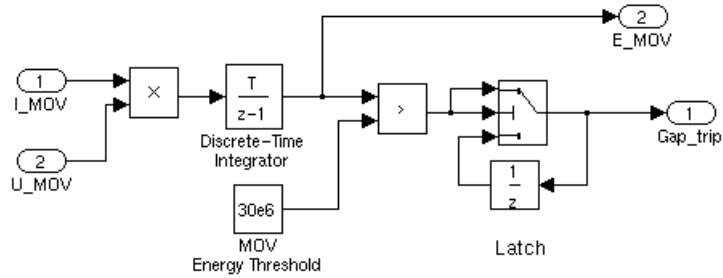 2
E_MOV
1
I_MOV
×
T
z−1
>
1
Gap_trip
Discrete−Time
Integrator
2
U_MOV
1
z
30e6
MOV
Energy Threshold
Latch